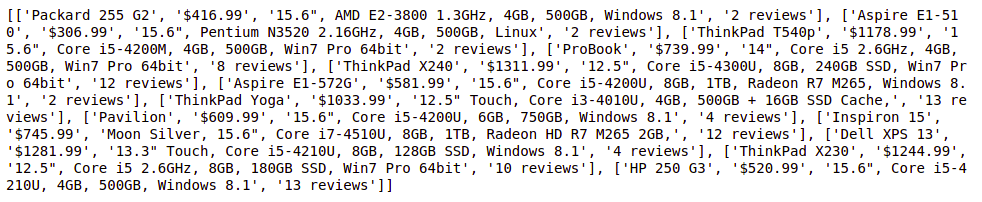 [['Packard 255 G2', '$416.99', '15.6", AMD E2-3800 1.3GHz, 4GB, 500GB, Windows 8.1', '2 reviews'], ['Aspire E1-51
0', '$306.99', '15.6", Pentium N3520 2.16GHz, 4GB, 500GB, Linux', '2 reviews'], ['ThinkPad T540p', '$1178.99', '1
5.6", Core i5-4200M, 4GB, 500GB, Win7 Pro 64bit', '2 reviews'], ['ProBook', '$739.99', '14", Core i5 2.6GHz, 4GB,
500GB, Win7 Pro 64bit', '8 reviews'], ['ThinkPad X240', '$1311.99', '12.5", Core i5-4300U, 8GB, 240GB SSD, Win7 Pr
o 64bit', '12 reviews'], ['Aspire E1-572G', '$581.99', '15.6", Core i5-4200U, 8GB, 1TB, Radeon R7 M265, Windows 8.
1', '2 reviews'], ['ThinkPad Yoga', '$1033.99', '12.5" Touch, Core i3-4010U, 4GB, 500GB + 16GB SSD Cache,', '13 re
views'], ['Pavilion', '$609.99', '15.6", Core i5-4200U, 6GB, 750GB, Windows 8.1', '4 reviews'], ['Inspiron 15',
'$745.99', 'Moon Silver, 15.6", Core i7-4510U, 8GB, 1TB, Radeon HD R7 M265 2GB,', '12 reviews'], ['Dell XPS 13',
'$1281.99', '13.3" Touch, Core i5-4210U, 8GB, 128GB SSD, Windows 8.1', '4 reviews'], ['ThinkPad X230', '$1244.99',
'12.5", Core i5 2.6GHz, 8GB, 180GB SSD, Win7 Pro 64bit', '10 reviews'], ['HP 250 G3', '$520.99', '15.6", Core i5-4
210U, 4GB, 500GB, Windows 8.1', '13 reviews']]